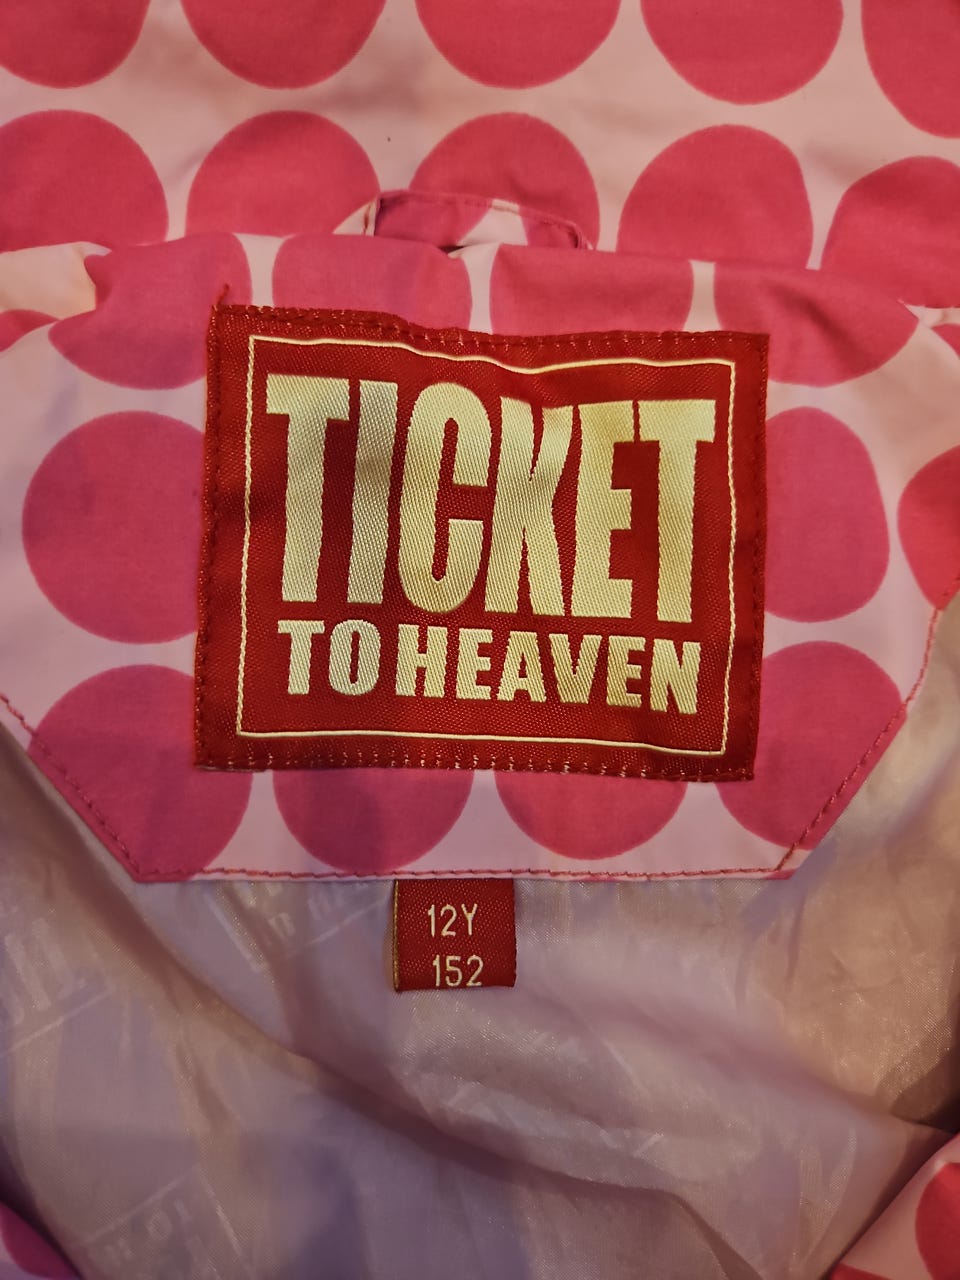 TICKET
TO HEAVEN
12Y
152